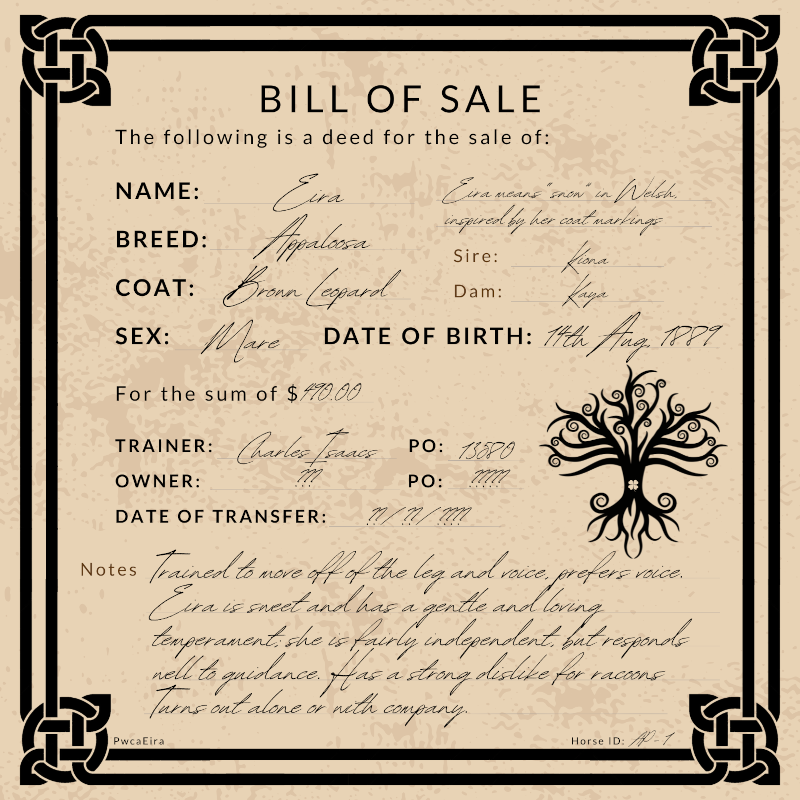 BILL OF SALE
The following is a deed for the sale of:
NAME: Eira
Eira means "snow" in Welsh,
inspired by her coat markings
BREED: Appaloosa
Sire: Kiona
COAT: Brown Leopard
Dam: Kaya
SEX: Mare DATE OF BIRTH: 14th Aug, 1889
For the sum of $490.00
TRAINER: Charles Isaacs PO: 13580
OWNER: ??? PO: ?????
DATE OF TRANSFER: ??/??/????
Notes Trained to move off of the leg and voice, prefers voice.
Eira is sweet and has a gentle and loving
temperament; she is fairly independent, but responds
well to guidance. Has a strong dislike for racoons
Turns out alone or with company.
PwcaEira Horse ID: AP-1